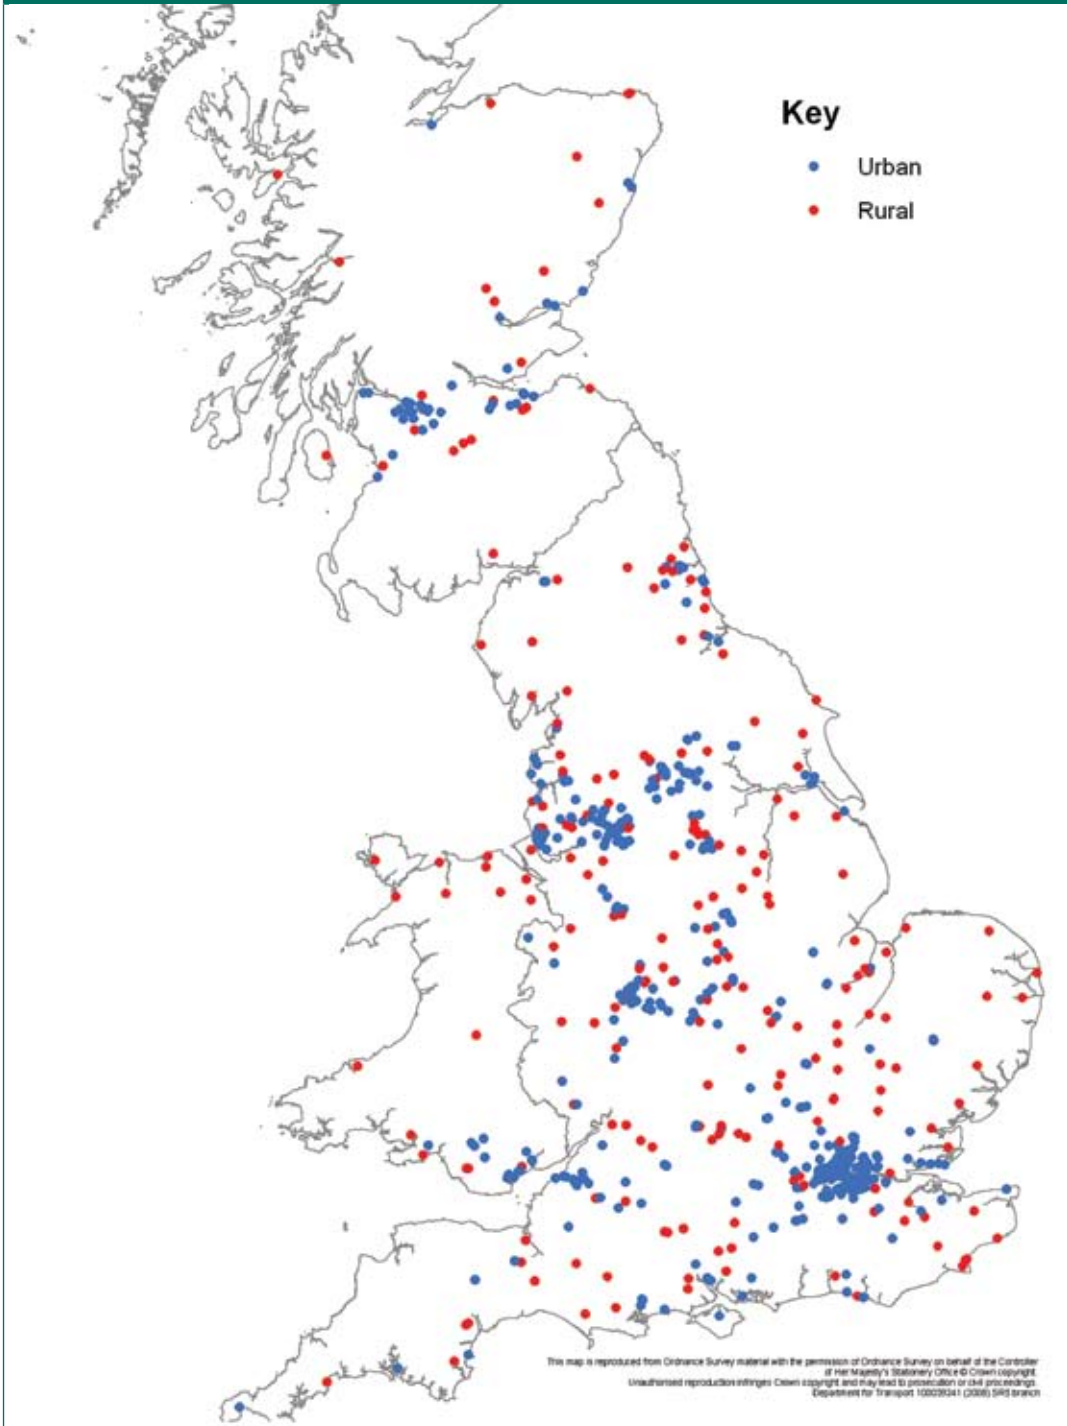 Key
Urban
Rural
This map is reproduced from Ordnance Survey material with the permission of Ordnance Survey on behalf of the Controller
of Her Majesty's Stationery Office © Crown copyright.
Unauthorised reproduction infringes Crown copyright and may lead to prosecution or civil proceedings.
Department for Transport 100039241 (2008) SRS branch